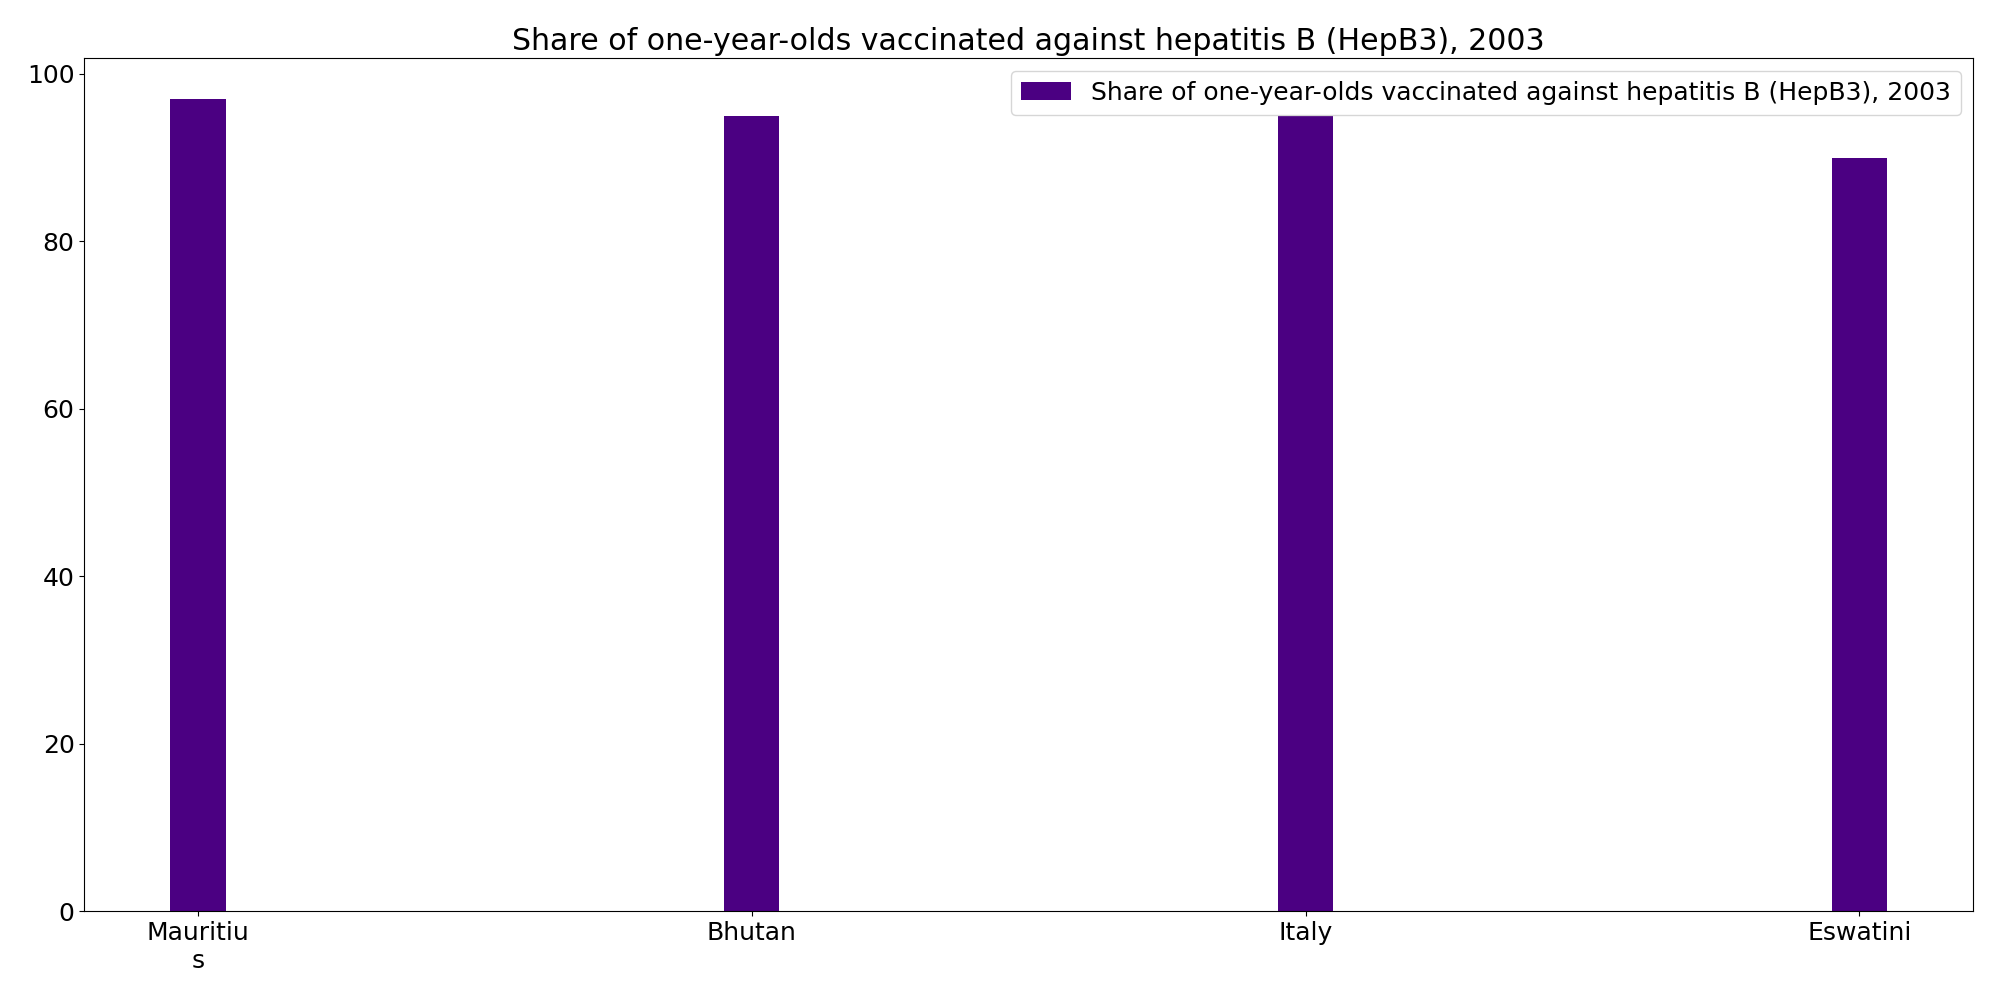 Share of one-year-olds vaccinated against hepatitis B (HepB3), 2003
Share of one-year-olds vaccinated against hepatitis B (HepB3), 2003
100
80
60
40
20
0
Mauritiu
s
Bhutan
Italy
Eswatini